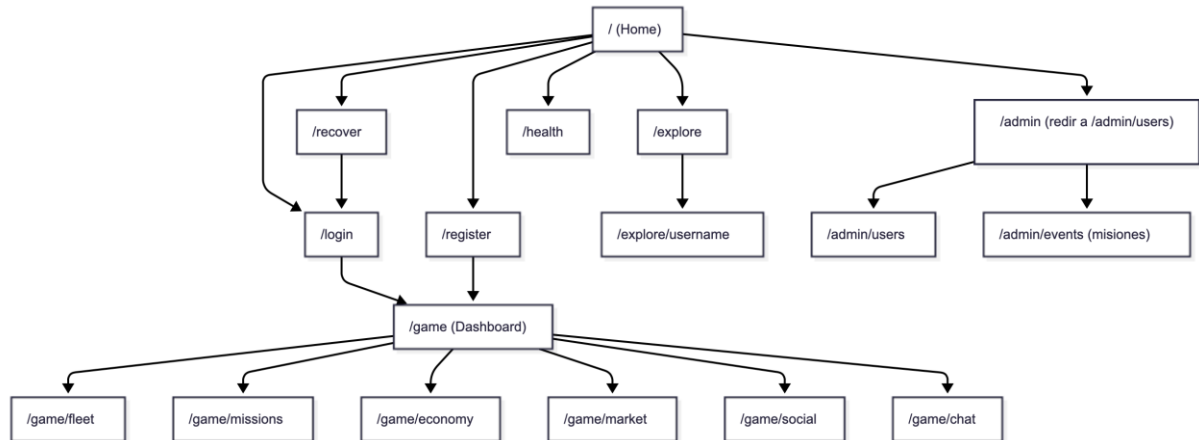 / (Home)
/recover
/health
/explore
/admin (redir a /admin/users)
/login
/register
/explore/username
/admin/users
/admin/events (misiones)
/game (Dashboard)
/game/fleet
/game/missions
/game/economy
/game/market
/game/social
/game/chat